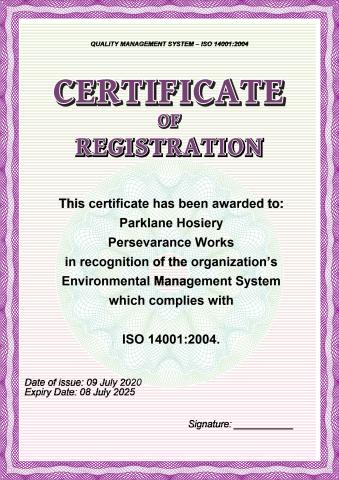 QUALITY MANAGEMENT SYSTEM – ISO 14001:2004
CERTIFICATE
OF
REGISTRATION
This certificate has been awarded to:
Parklane Hosiery
Persevarance Works
in recognition of the organization's
Environmental Management System
which complies with
ISO 14001:2004.
Date of issue: 09 July 2020
Expiry Date: 08 July 2025
Signature: ____________